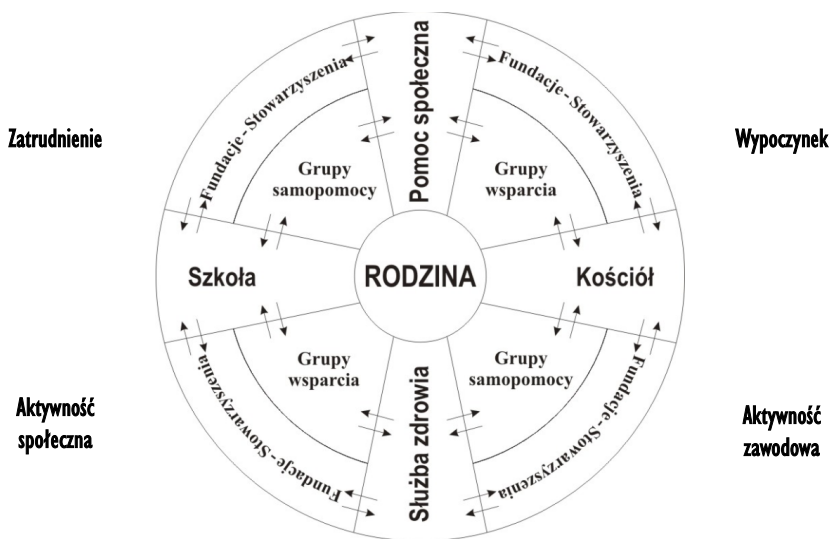 Zatrudnienie
Fundacje - Stowarzyszenia
Pomoc społeczna
Fundacje - Stowarzyszenia
Wypoczynek
Grupy
samopomocy
Grupy
wsparcia
Szkoła
RODZINA
Kościół
Grupy
wsparcia
Grupy
samopomocy
Aktywność
społeczna
Fundacje - Stowarzyszenia
Służba zdrowia
Fundacje - Stowarzyszenia
Aktywność
zawodowa